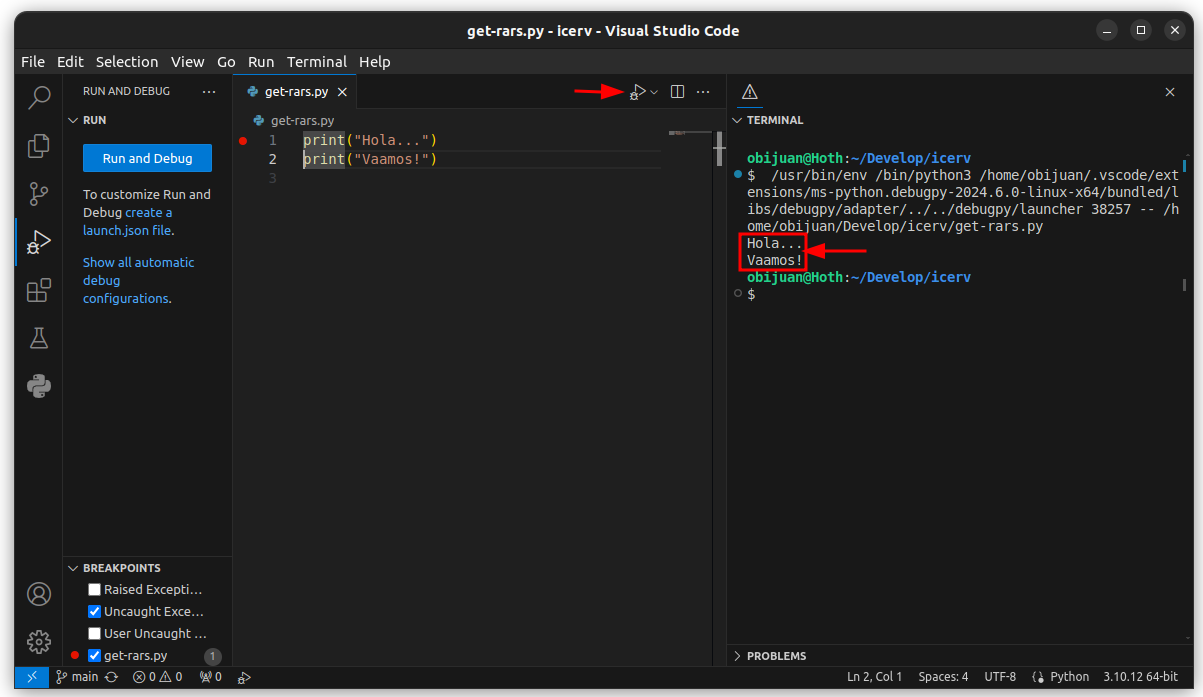 get-rars.py - icerv - Visual Studio Code
File Edit Selection View Go Run Terminal Help
RUN AND DEBUG
RUN
Run and Debug
To customize Run and
Debug create a
launch.json file.
Show all automatic
debug
configurations.
BREAKPOINTS
Raised Excepti...
Uncaught Exce...
User Uncaught ...
get-rars.py 1
get-rars.py
get-rars.py
1 print("Hola...")
2 print("Vaamos!")
3
TERMINAL
obijuan@Hoth:~/Develop/icerv
$  /usr/bin/env /bin/python3 /home/obijuan/.vscode/ext
ensions/ms-python.debugpy-2024.6.0-linux-x64/bundled/l
ibs/debugpy/adapter/../../debugpy/launcher 38257 -- /h
ome/obijuan/Develop/icerv/get-rars.py
Hola...
Vaamos!
obijuan@Hoth:~/Develop/icerv
$
PROBLEMS
main 0 0 0 Ln 2, Col 1 Spaces: 4 UTF-8 Python 3.10.12 64-bit